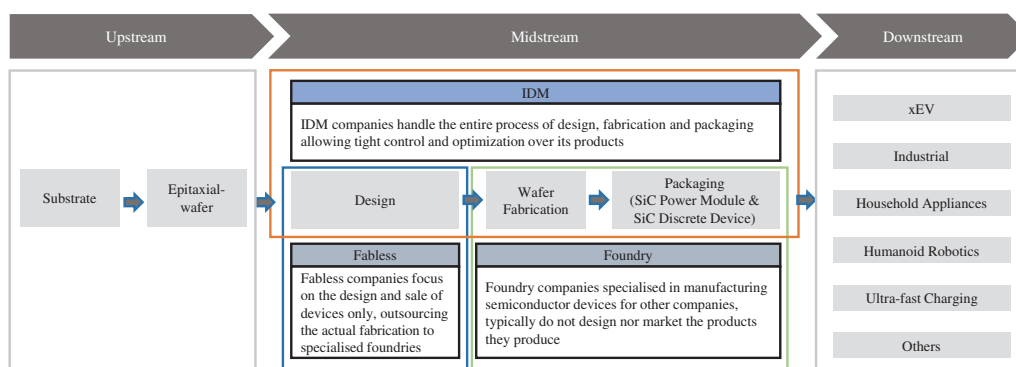 Upstream
Midstream
Downstream
IDM
IDM companies handle the entire process of design, fabrication and packaging
allowing tight control and optimization over its products
Substrate
Epitaxial-
wafer
Design
Wafer
Fabrication
Packaging
(SiC Power Module &
SiC Discrete Device)
Fabless
Fabless companies focus
on the design and sale of
devices only, outsourcing
the actual fabrication to
specialised foundries
Foundry
Foundry companies specialised in manufacturing
semiconductor devices for other companies,
typically do not design nor market the products
they produce
xEV
Industrial
Household Appliances
Humanoid Robotics
Ultra-fast Charging
Others